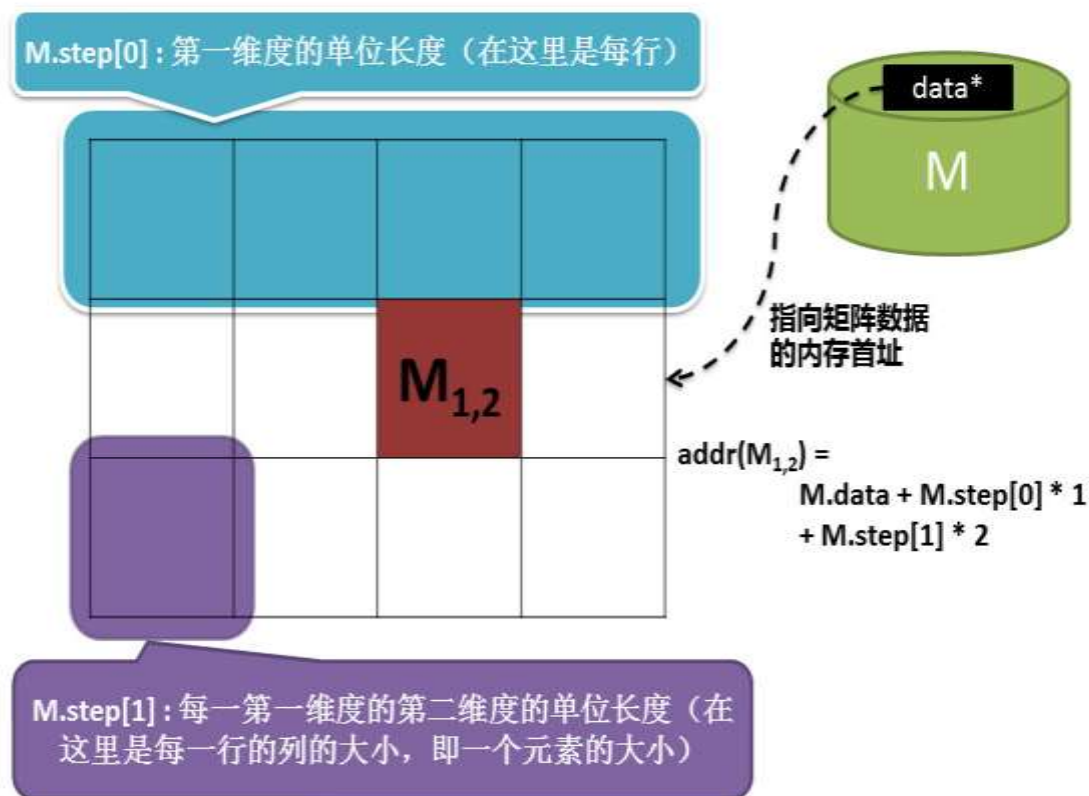 M.step[0] : 第一维度的单位长度（在这里是每行）
data*
M
指向矩阵数据
的内存首址
M1,2
addr(M1,2) =
M.data + M.step[0] * 1
+ M.step[1] * 2
M.step[1] : 每一第一维度的第二维度的单位长度（在
这里是每一行的列的大小，即一个元素的大小）